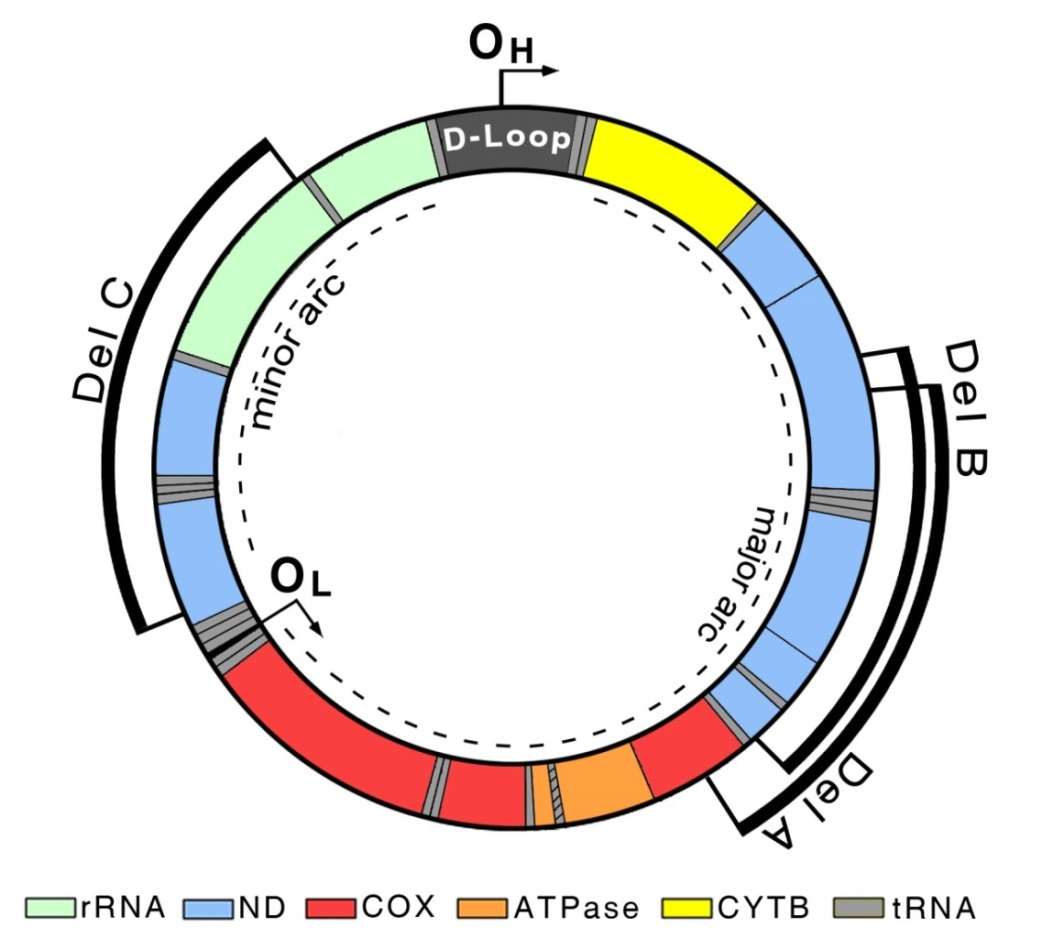 OH
D-Loop
Del C
minor arc
Del B
major arc
OL
Del A
rRNA ND COX ATPase CYTB tRNA